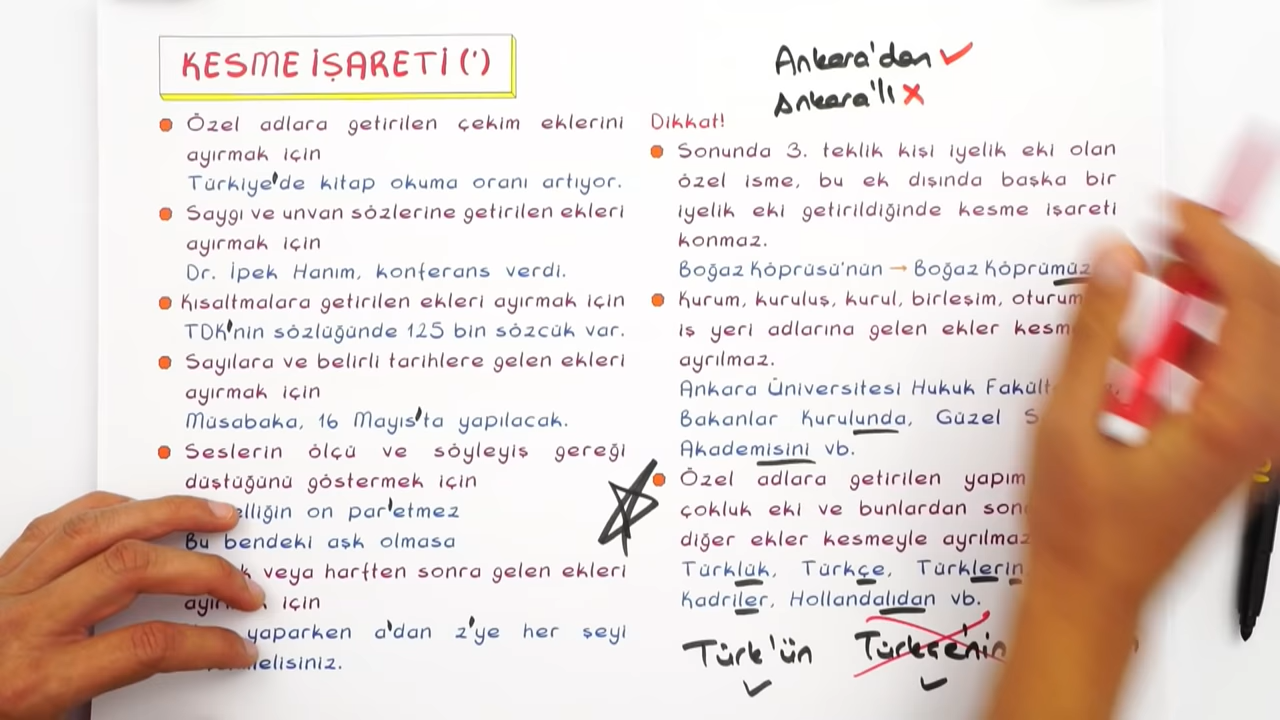 KESME İŞARETİ (')
Özel adlara getirilen çekim eklerini
ayırmak için
Türkiye'de kitap okuma oranı artıyor.
Saygı ve unvan sözlerine getirilen ekleri
ayırmak için
Dr. İpek Hanım, konferans verdi.
Kısaltmalara getirilen ekleri ayırmak için
TDK'nin sözlüğünde 125 bin sözcük var.
Sayılara ve belirli tarihlere gelen ekleri
ayırmak için
Müsabaka, 16 Mayıs'ta yapılacak.
Seslerin ölçü ve söyleyiş gereği
düştüğünü göstermek için
on par'etmez
Bu bendeki aşk olmasa
veya harften sonra gelen ekleri
için
yaparken a'dan z'ye her şeyi
Ankara'dan ✓
Ankara'lı ✗
Dikkat!
Sonunda 3. teklik kişi iyelik eki olan
özel isme, bu ek dışında başka bir
iyelik eki getirildiğinde kesme işareti
konmaz.
Boğaz Köprüsü'nün → Boğaz Köprümüz
Kurum, kuruluş, kurul, birleşim, oturum
iş yeri adlarına gelen ekler
ayrılmaz.
Ankara Üniversitesi Hukuk
Bakanlar Kurulunda, Güzel
Akademisini vb.
Özel adlara getirilen yapım
çokluk eki ve bunlardan
diğer ekler kesmeyle ayrılmaz
Türklük, Türkçe, Türklerin
Kadriler, Hollandalıdan vb.
Türk'ün Türkçe'nin